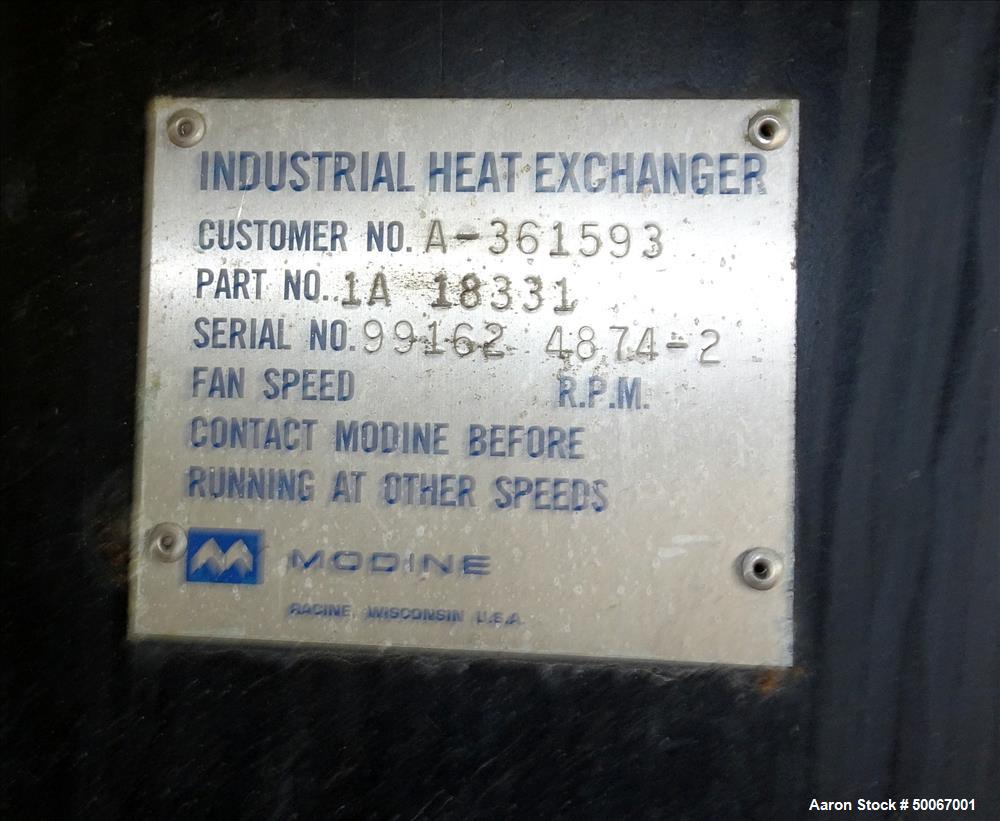 INDUSTRIAL HEAT EXCHANGER
CUSTOMER NO. A-361593
PART NO. 1A 18331
SERIAL NO. 99162 4874-2
FAN SPEED R.P.M.
CONTACT MODINE BEFORE
RUNNING AT OTHER SPEEDS
MODINE
RACINE, WISCONSIN U.S.A.
Aaron Stock # 50067001